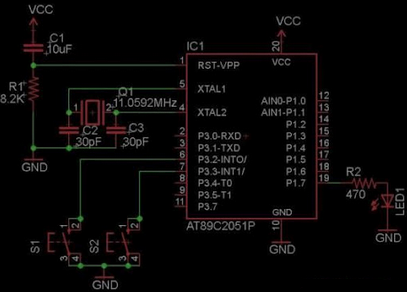 VCC
C1
10uF
R1
8.2K
GND
Q1
11.0592MHz
1
2
C2
30pF
C3
30pF
IC1
VCC
20
VCC
1 RST-VPP
5 XTAL1
4 XTAL2
2 P3.0-RXD
3 P3.1-TXD
6 P3.2-INTO/
7 P3.3-INT1/
8 P3.4-T0
9 P3.5-T1
11 P3.7
AIN0-P1.0 12
AIN1-P1.1 13
P1.2 14
P1.3 15
P1.4 16
P1.5 17
P1.6 18
P1.7 19
GND
10
GND
AT89C2051P
R2
470
LED1
GND
S1
1 2
3 4
S2
1 2
3 4
GND